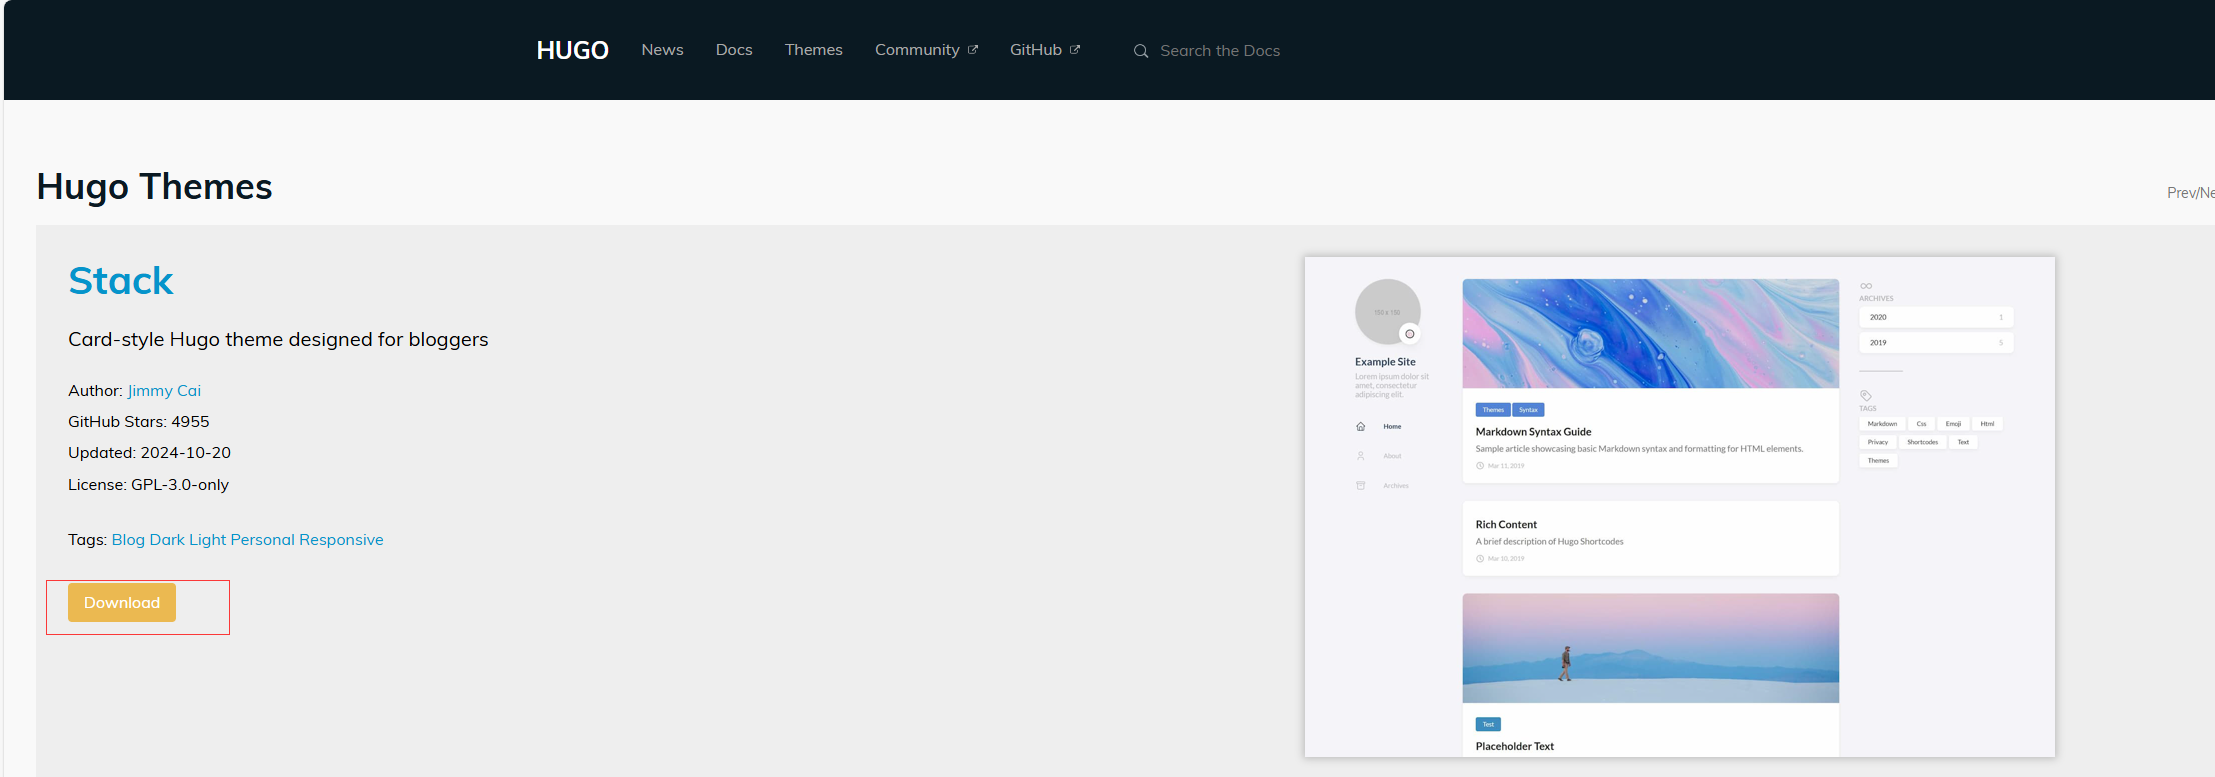 HUGO News Docs Themes Community GitHub Search the Docs
Hugo Themes
Prev/Ne
Stack
Card-style Hugo theme designed for bloggers
Author: Jimmy Cai
GitHub Stars: 4955
Updated: 2024-10-20
License: GPL-3.0-only
Tags: Blog Dark Light Personal Responsive
Download
150 x 150
Example Site
Lorem ipsum dolor sit
amet, consectetur
adipiscing elit.
Home
About
Archives
Themes Syntax
Markdown Syntax Guide
Sample article showcasing basic Markdown syntax and formatting for HTML elements.
Mar 11, 2019
Rich Content
A brief description of Hugo Shortcodes
Mar 10, 2019
Test
Placeholder Text
ARCHIVES
2020 1
2019 5
TAGS
Markdown Css Emoji Html
Privacy Shortcodes Text
Themes